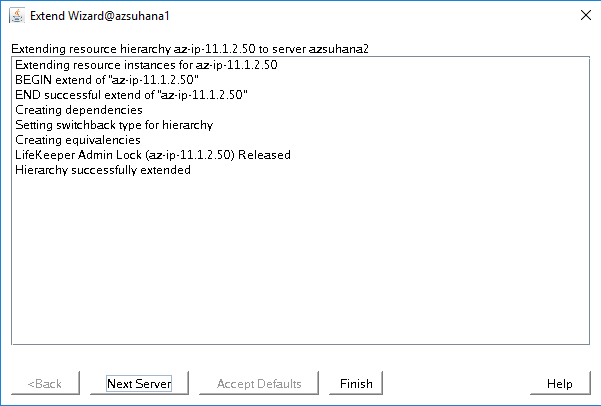 Extend Wizard@azsuhana1
Extending resource hierarchy az-ip-11.1.2.50 to server azsuhana2
Extending resource instances for az-ip-11.1.2.50
BEGIN extend of "az-ip-11.1.2.50"
END successful extend of "az-ip-11.1.2.50"
Creating dependencies
Setting switchback type for hierarchy
Creating equivalencies
LifeKeeper Admin Lock (az-ip-11.1.2.50) Released
Hierarchy successfully extended
<Back Next Server Accept Defaults Finish Help